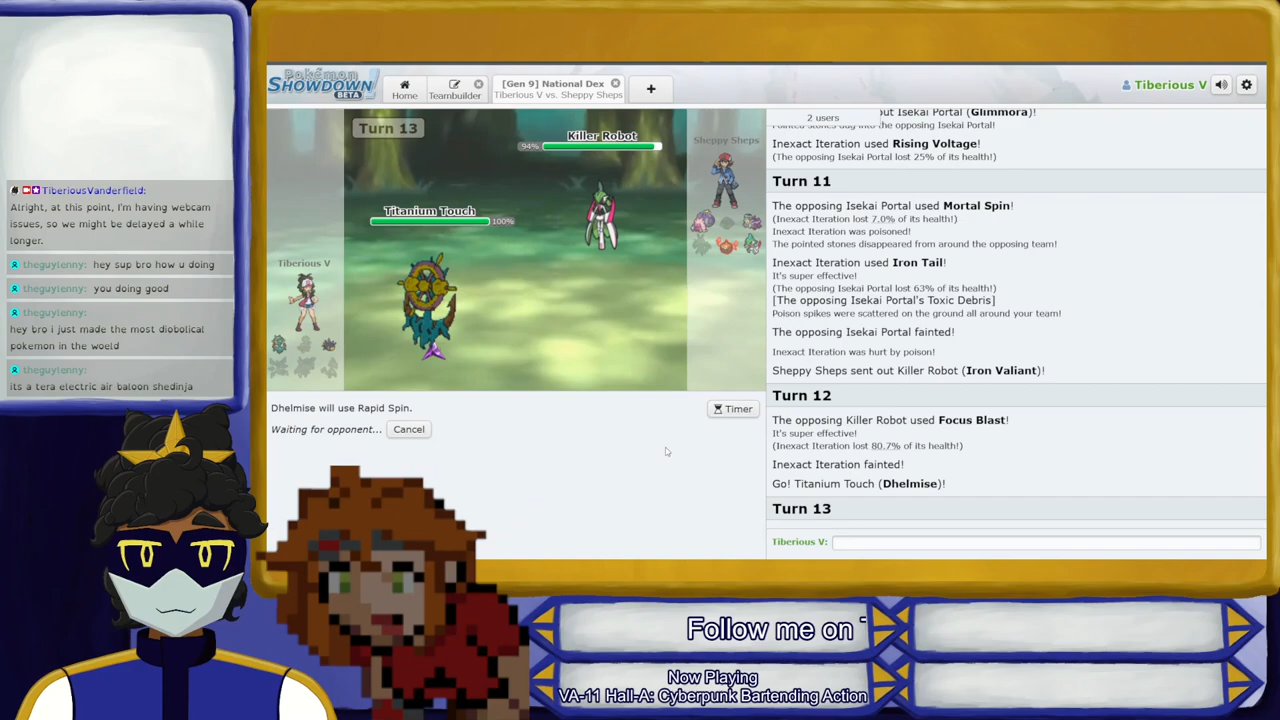 TiberiousVanderfield:
Alright, at this point, I'm having webcam
issues, so we might be delayed a while
longer.
theguylenny: hey sup bro how u doing
theguylenny: you doing good
theguylenny:
hey bro i just made the most diobolical
pokemon in the woeld
theguylenny:
its a tera electric air baloon shedinja
Pokémon
SHOWDOWN!
BETA
Home
Teambuilder
[Gen 9] National Dex
Tiberious V vs. Sheppy Sheps
Tiberious V
Turn 13
Killer Robot
94%
Titanium Touch
100%
Tiberious V
Sheppy Sheps
Dhelmise will use Rapid Spin.
Waiting for opponent... Cancel
Timer
2 users
out Isekai Portal (Glimmora)!
Pointed stones dug into the opposing Isekai Portal!
Inexact Iteration used Rising Voltage!
(The opposing Isekai Portal lost 25% of its health!)
Turn 11
The opposing Isekai Portal used Mortal Spin!
(Inexact Iteration lost 7.0% of its health!)
Inexact Iteration was poisoned!
The pointed stones disappeared from around the opposing team!
Inexact Iteration used Iron Tail!
It's super effective!
(The opposing Isekai Portal lost 63% of its health!)
[The opposing Isekai Portal's Toxic Debris]
Poison spikes were scattered on the ground all around your team!
The opposing Isekai Portal fainted!
Inexact Iteration was hurt by poison!
Sheppy Sheps sent out Killer Robot (Iron Valiant)!
Turn 12
The opposing Killer Robot used Focus Blast!
It's super effective!
(Inexact Iteration lost 80.7% of its health!)
Inexact Iteration fainted!
Go! Titanium Touch (Dhelmise)!
Turn 13
Tiberious V:
Follow me on
Now Playing
VA-11 Hall-A: Cyberpunk Bartending Action